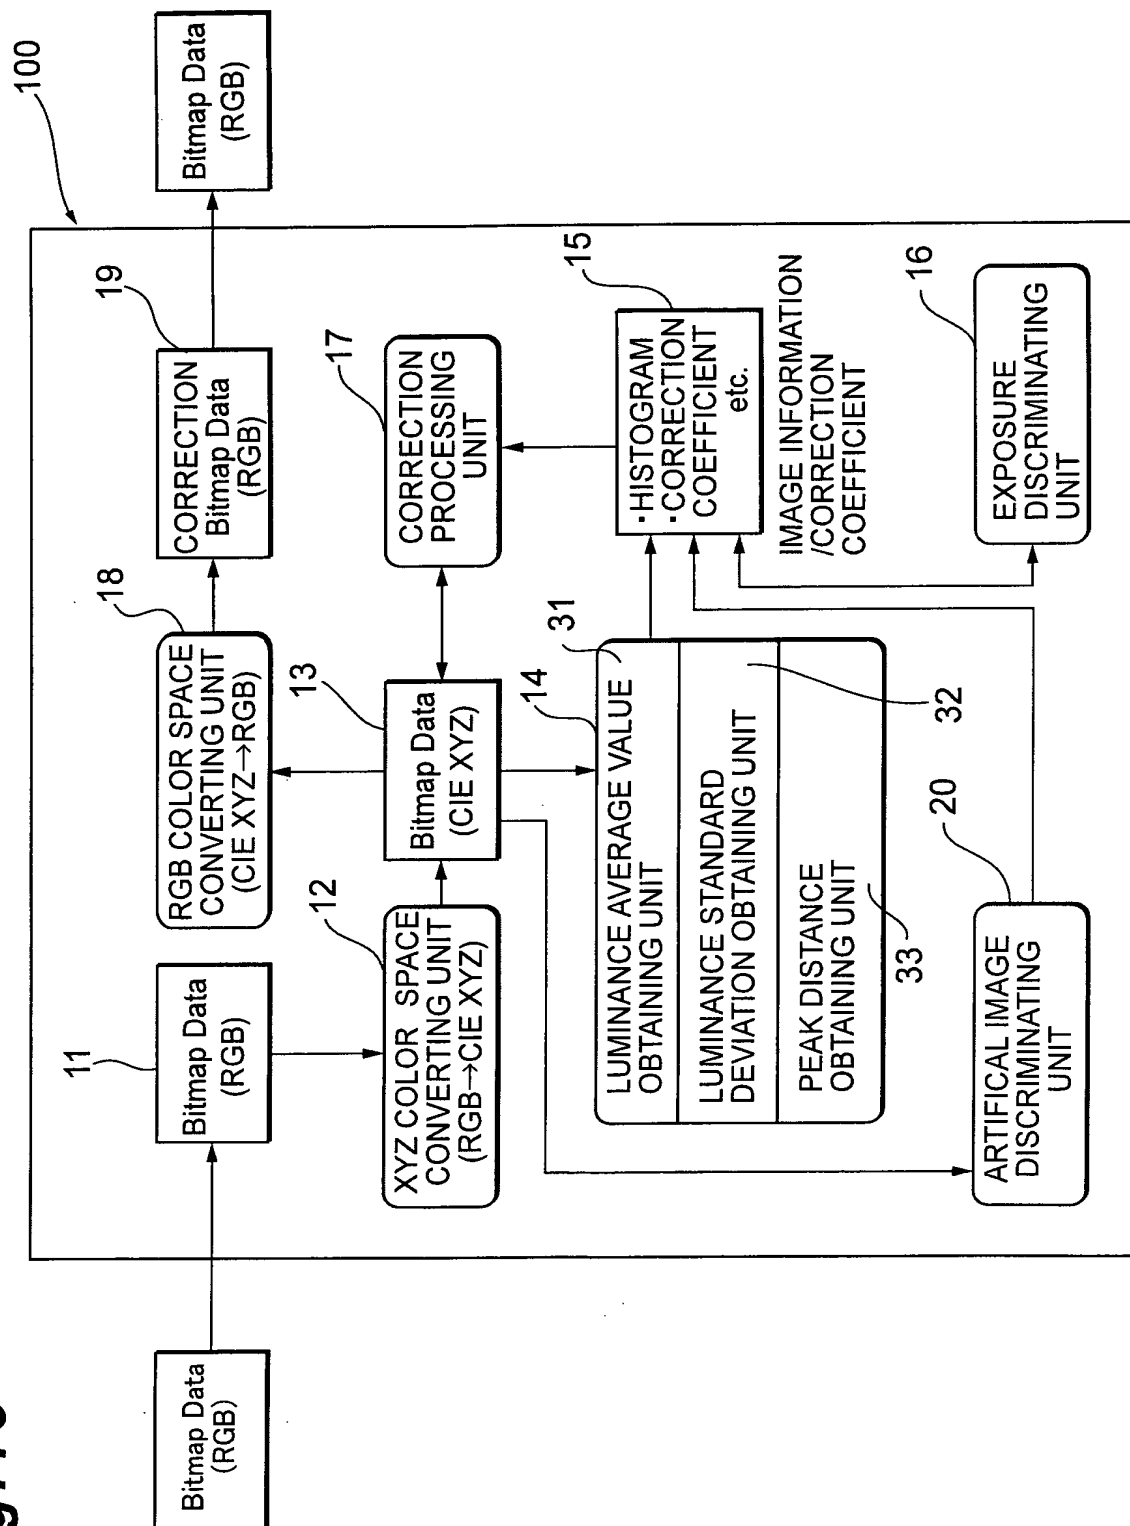 Bitmap Data
(RGB)
100
Bitmap Data
(RGB)
11
Bitmap Data
(RGB)
18
RGB COLOR SPACE
CONVERTING UNIT
(CIE XYZ→RGB)
19
CORRECTION
Bitmap Data
(RGB)
12
XYZ COLOR SPACE
CONVERTING UNIT
(RGB→CIE XYZ)
13
Bitmap Data
(CIE XYZ)
17
CORRECTION
PROCESSING
UNIT
14
31
LUMINANCE AVERAGE VALUE
OBTAINING UNIT
LUMINANCE STANDARD
DEVIATION OBTAINING UNIT
32
PEAK DISTANCE
OBTAINING UNIT
33
15
·HISTOGRAM
·CORRECTION
COEFFICIENT
etc.
IMAGE INFORMATION
/CORRECTION
COEFFICIENT
20
ARTIFICAL IMAGE
DISCRIMINATING
UNIT
16
EXPOSURE
DISCRIMINATING
UNIT